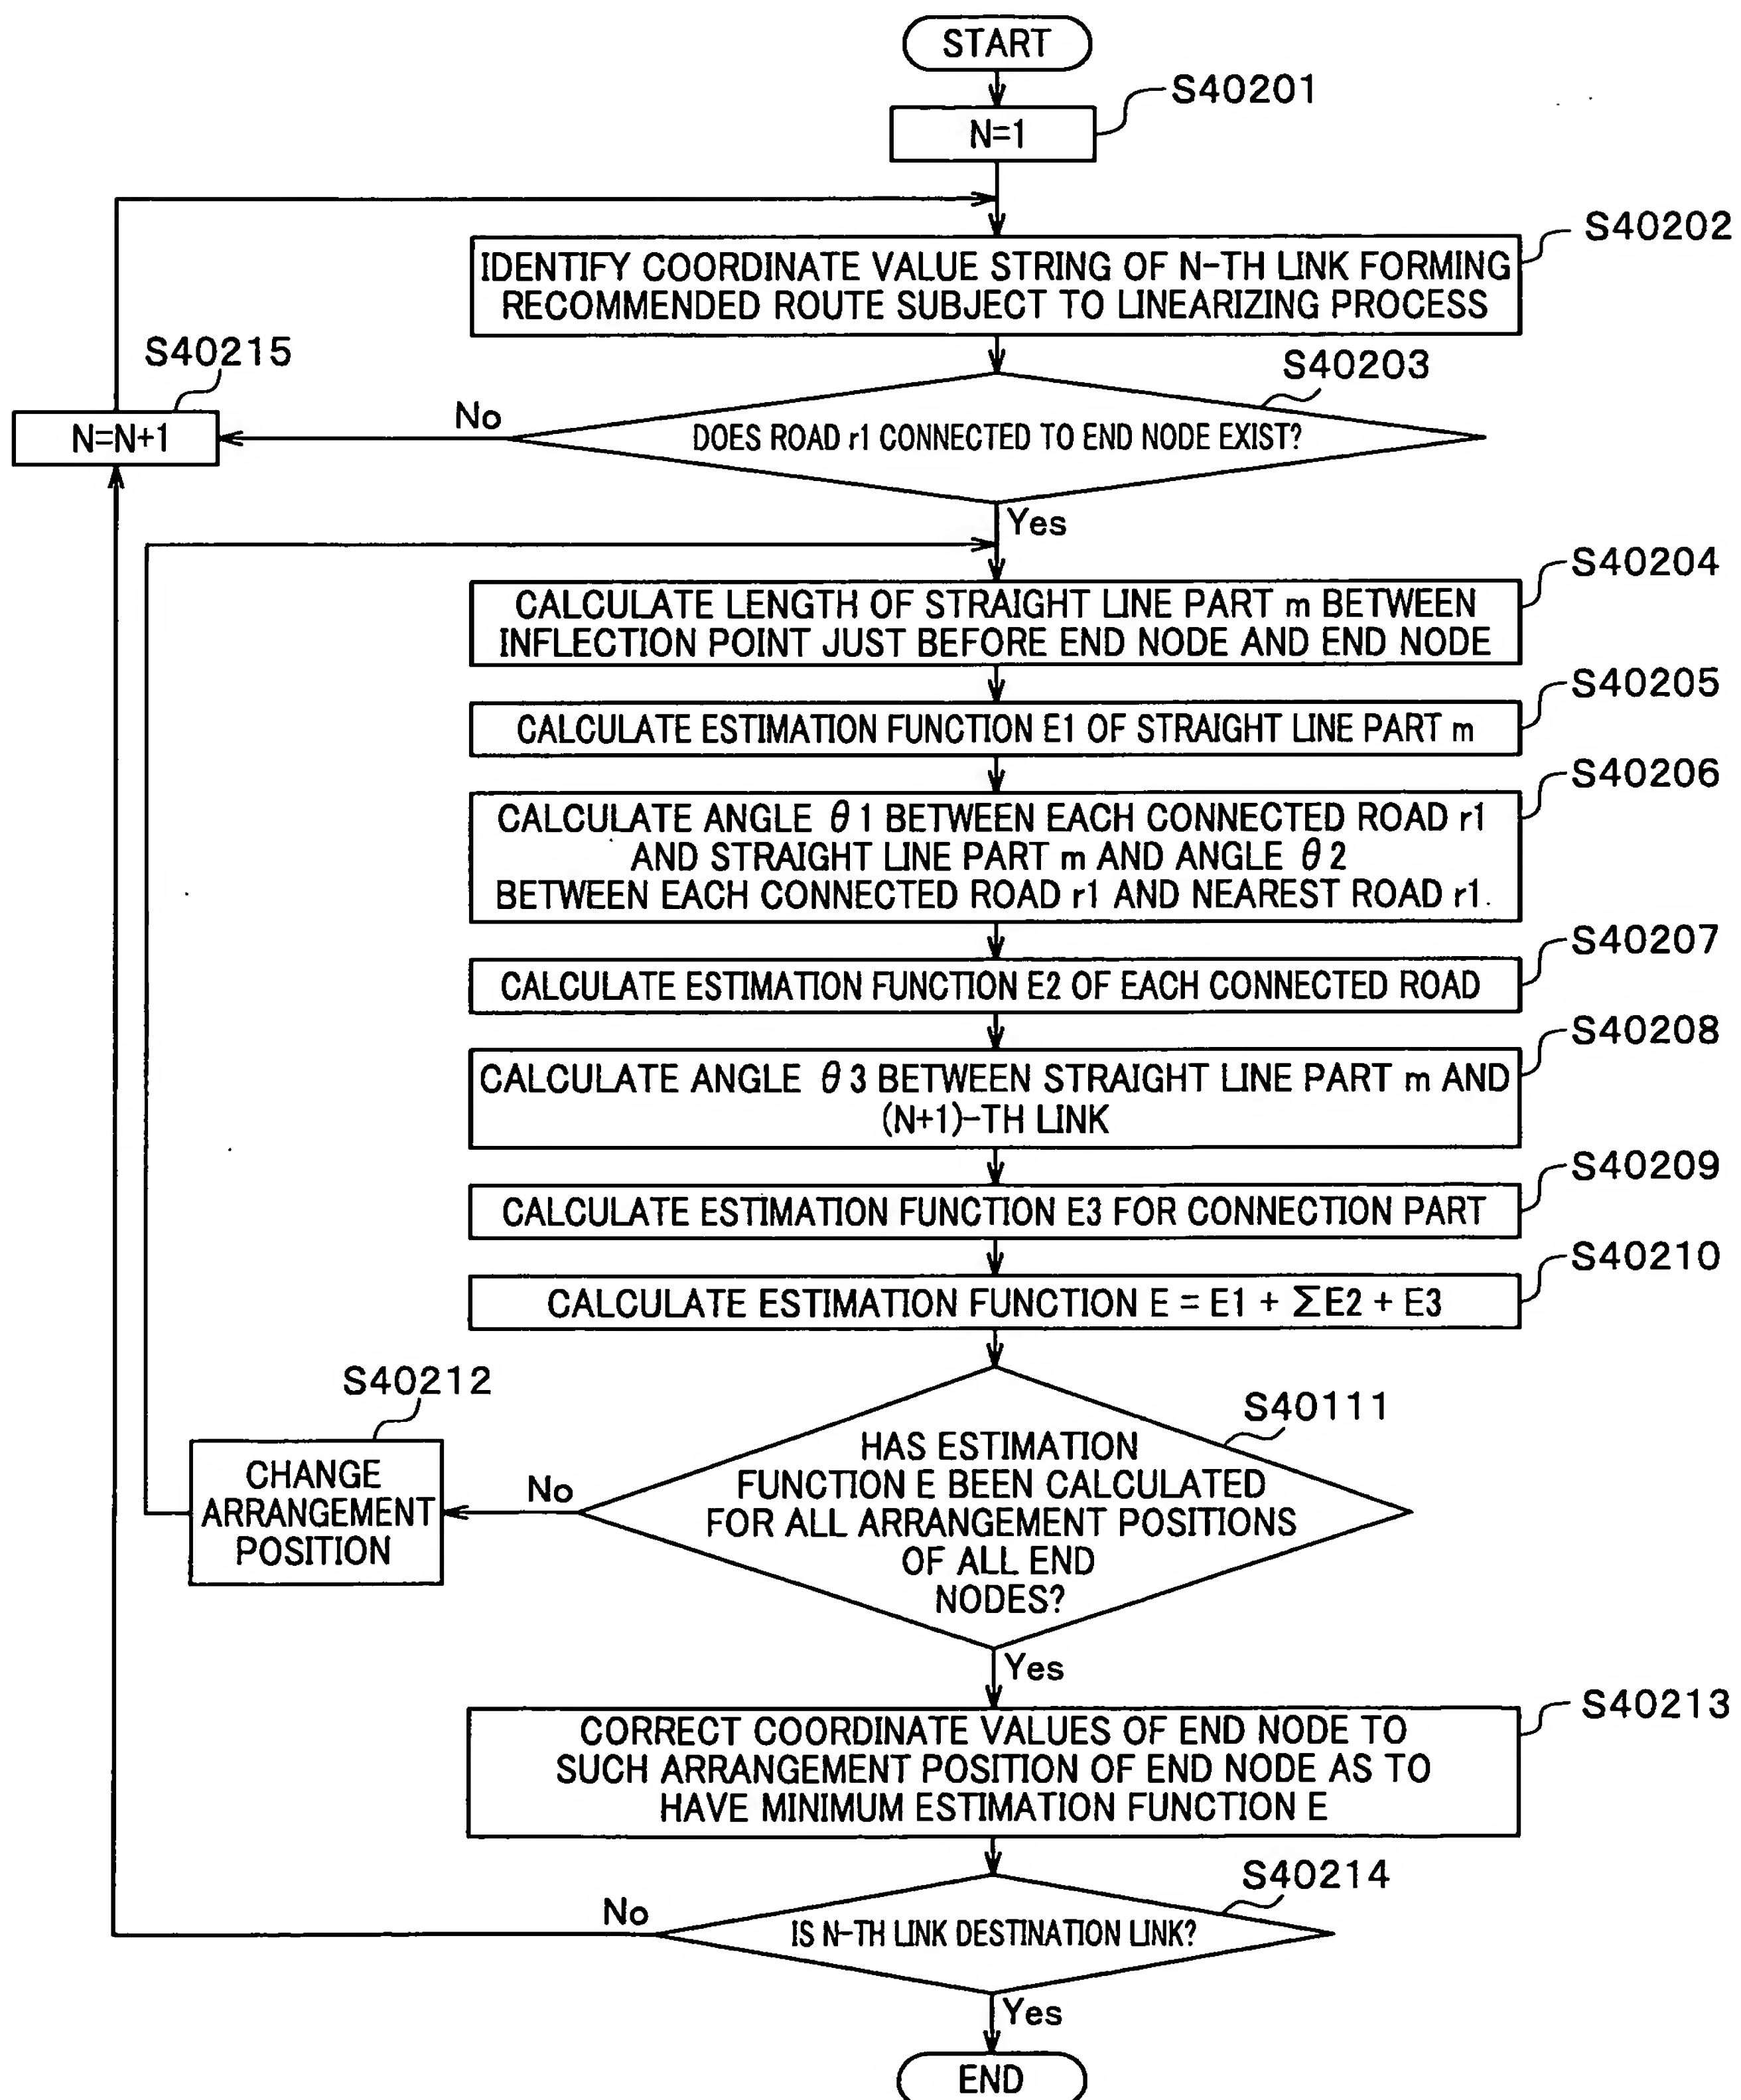 START
S40201
N=1
S40202
IDENTIFY COORDINATE VALUE STRING OF N-TH LINK FORMING
RECOMMENDED ROUTE SUBJECT TO LINEARIZING PROCESS
S40215
S40203
N=N+1
No
DOES ROAD r1 CONNECTED TO END NODE EXIST?
Yes
S40204
CALCULATE LENGTH OF STRAIGHT LINE PART m BETWEEN
INFLECTION POINT JUST BEFORE END NODE AND END NODE
S40205
CALCULATE ESTIMATION FUNCTION E1 OF STRAIGHT LINE PART m
S40206
CALCULATE ANGLE θ1 BETWEEN EACH CONNECTED ROAD r1
AND STRAIGHT LINE PART m AND ANGLE θ2
BETWEEN EACH CONNECTED ROAD r1 AND NEAREST ROAD r1.
S40207
CALCULATE ESTIMATION FUNCTION E2 OF EACH CONNECTED ROAD
S40208
CALCULATE ANGLE θ3 BETWEEN STRAIGHT LINE PART m AND
(N+1)-TH LINK
S40209
CALCULATE ESTIMATION FUNCTION E3 FOR CONNECTION PART
S40210
CALCULATE ESTIMATION FUNCTION E = E1 + ΣE2 + E3
S40212
S40111
CHANGE
ARRANGEMENT
POSITION
No
HAS ESTIMATION
FUNCTION E BEEN CALCULATED
FOR ALL ARRANGEMENT POSITIONS
OF ALL END
NODES?
Yes
S40213
CORRECT COORDINATE VALUES OF END NODE TO
SUCH ARRANGEMENT POSITION OF END NODE AS TO
HAVE MINIMUM ESTIMATION FUNCTION E
S40214
No
IS N-TH LINK DESTINATION LINK?
Yes
END